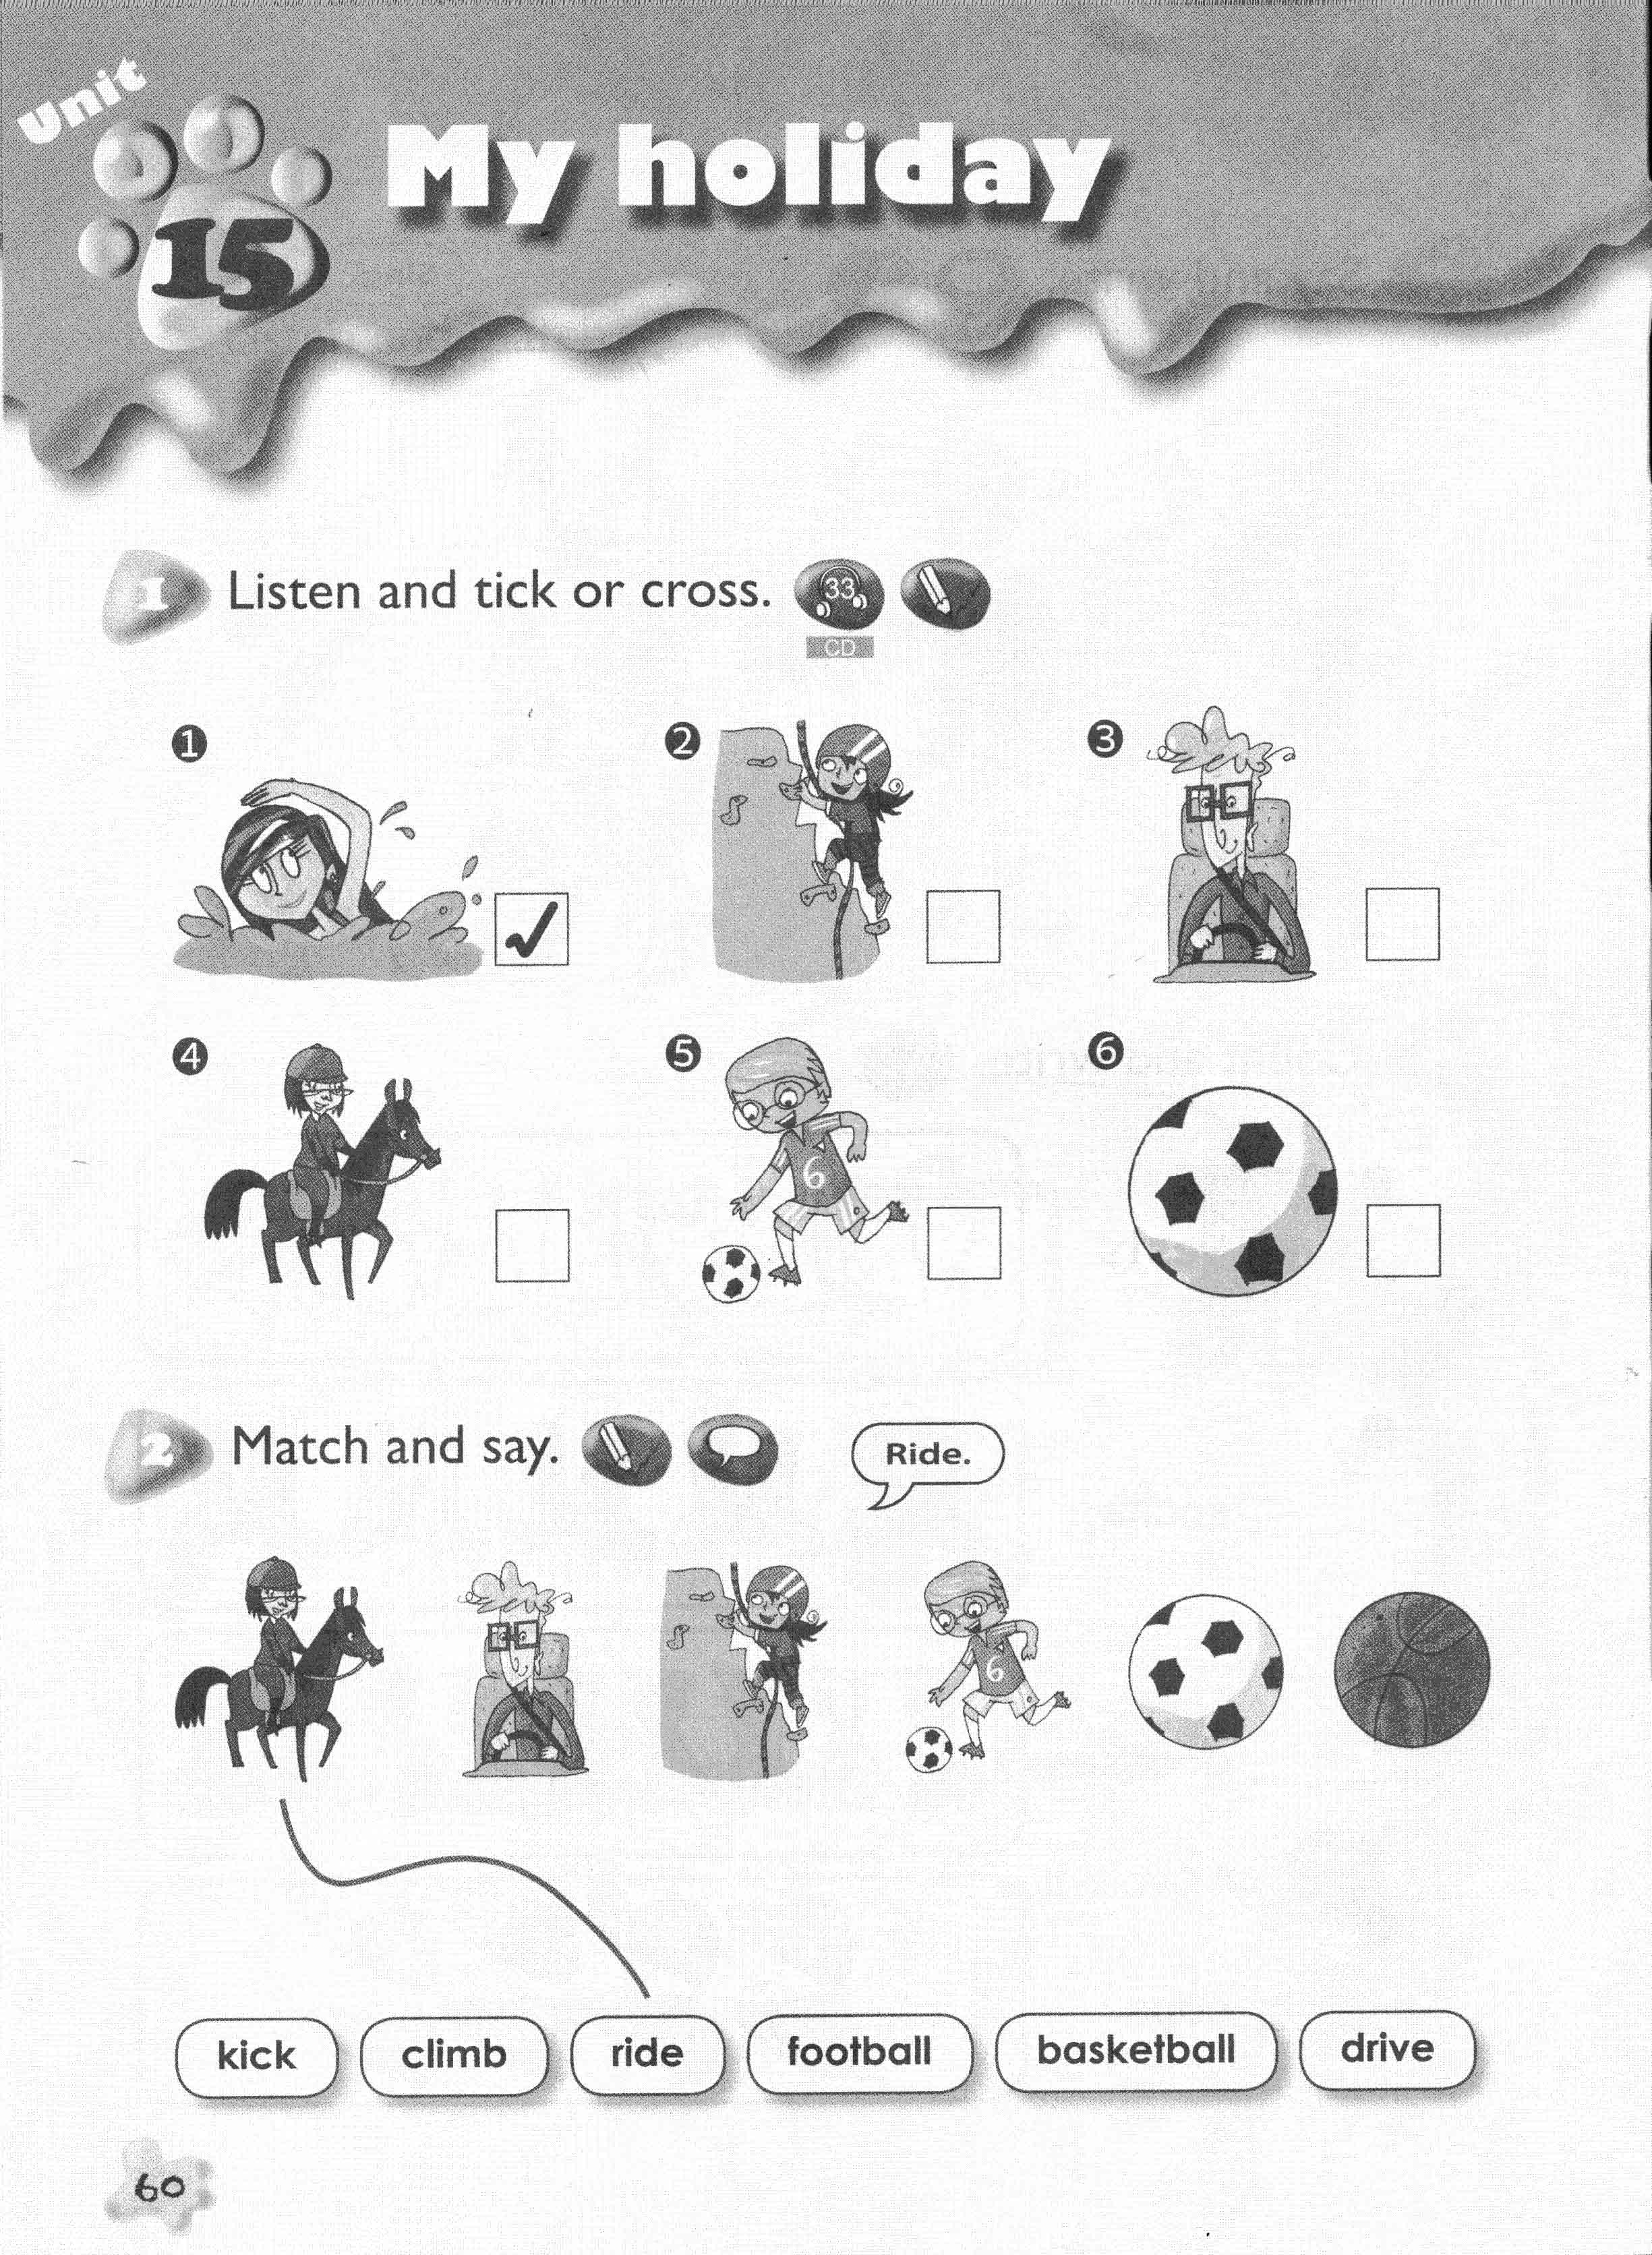 Unit
15
My holiday
1 Listen and tick or cross. 33
CD
1
2
3
4
5
6
6
2 Match and say.
Ride.
6
kick climb ride football basketball drive
60